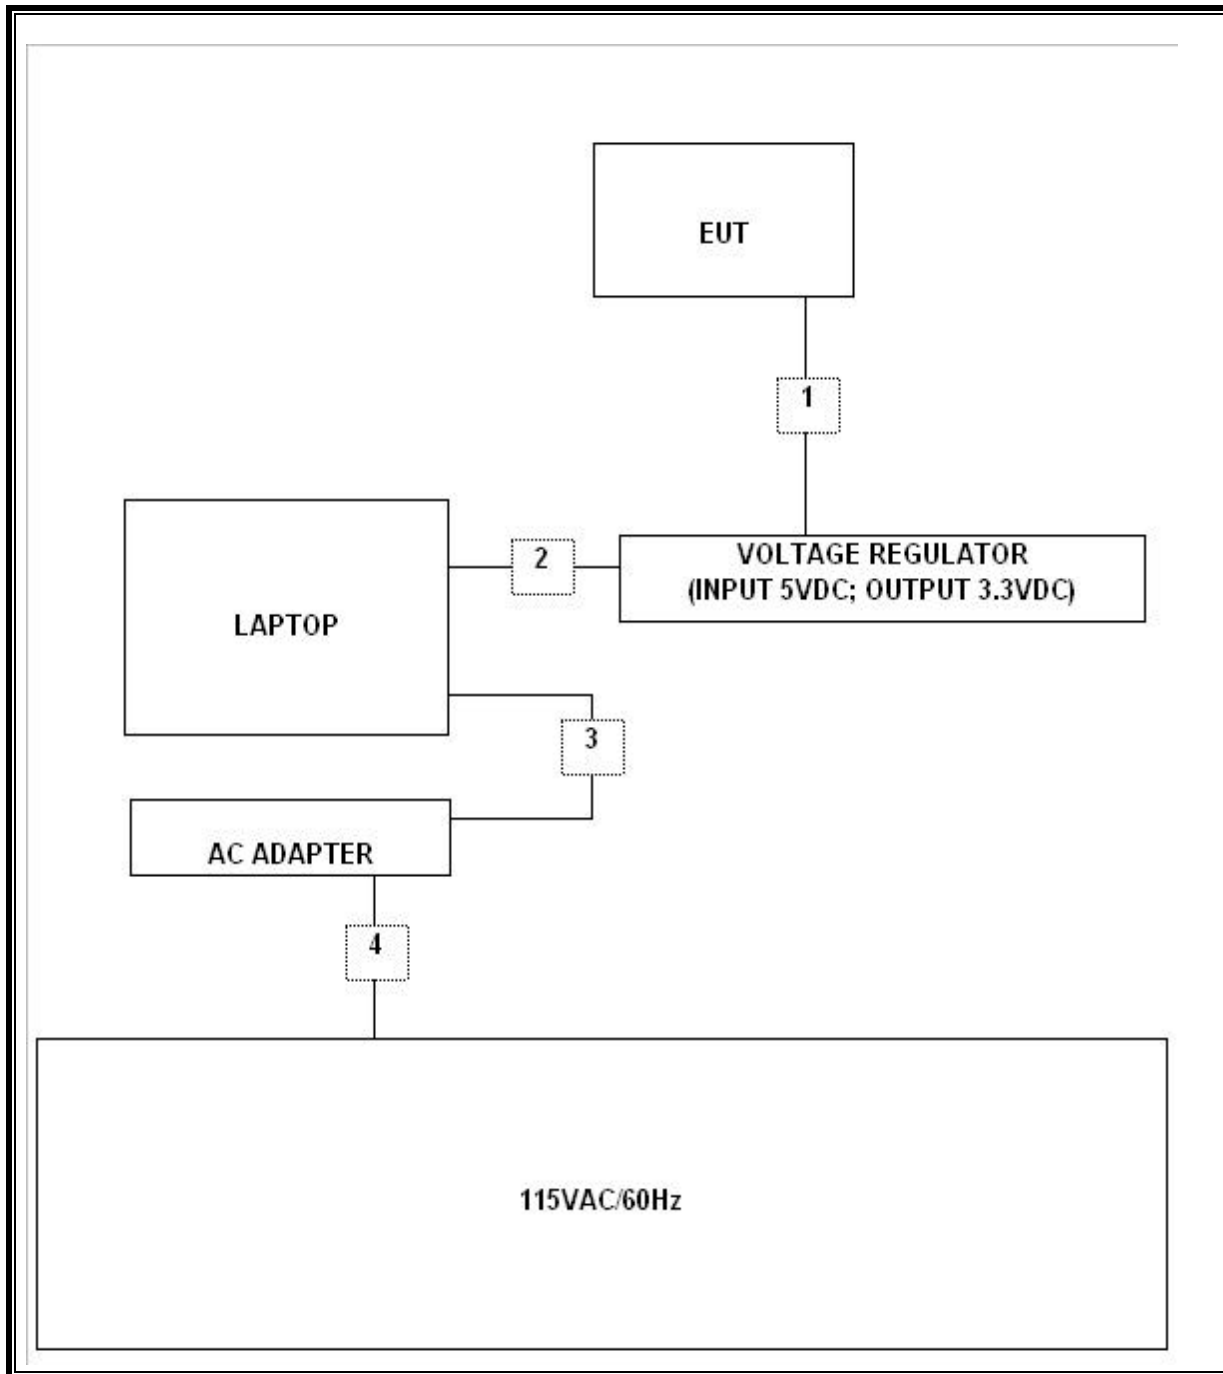 EUT
1
2
VOLTAGE REGULATOR
(INPUT 5VDC; OUTPUT 3.3VDC)
LAPTOP
3
AC ADAPTER
4
115VAC/60Hz